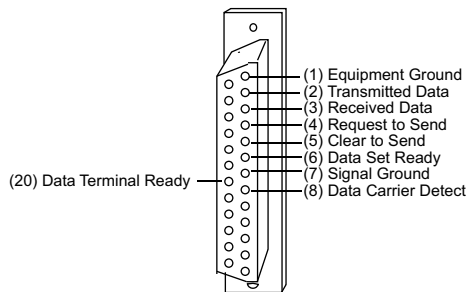 (1) Equipment Ground
(2) Transmitted Data
(3) Received Data
(4) Request to Send
(5) Clear to Send
(6) Data Set Ready
(7) Signal Ground
(8) Data Carrier Detect
(20) Data Terminal Ready